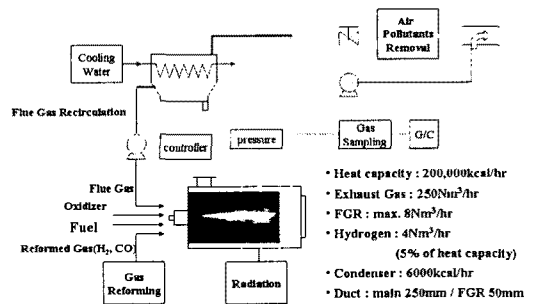 Air
Pollutants
Removal
Cooling
Water
Flue Gas Recirculation
controller
pressure
Gas
Sampling
G/C
Flue Gas
Oxidizer
Fuel
Reformed Gas(H₂, CO)
Gas
Reforming
Radiation
• Heat capacity : 200,000kcal/hr
• Exhaust Gas : 250Nm³/hr
• FGR : max. 8Nm³/hr
• Hydrogen : 4Nm³/hr
(5% of heat capacity)
• Condenser : 6000kcal/hr
• Duct : main 250mm / FGR 50mm